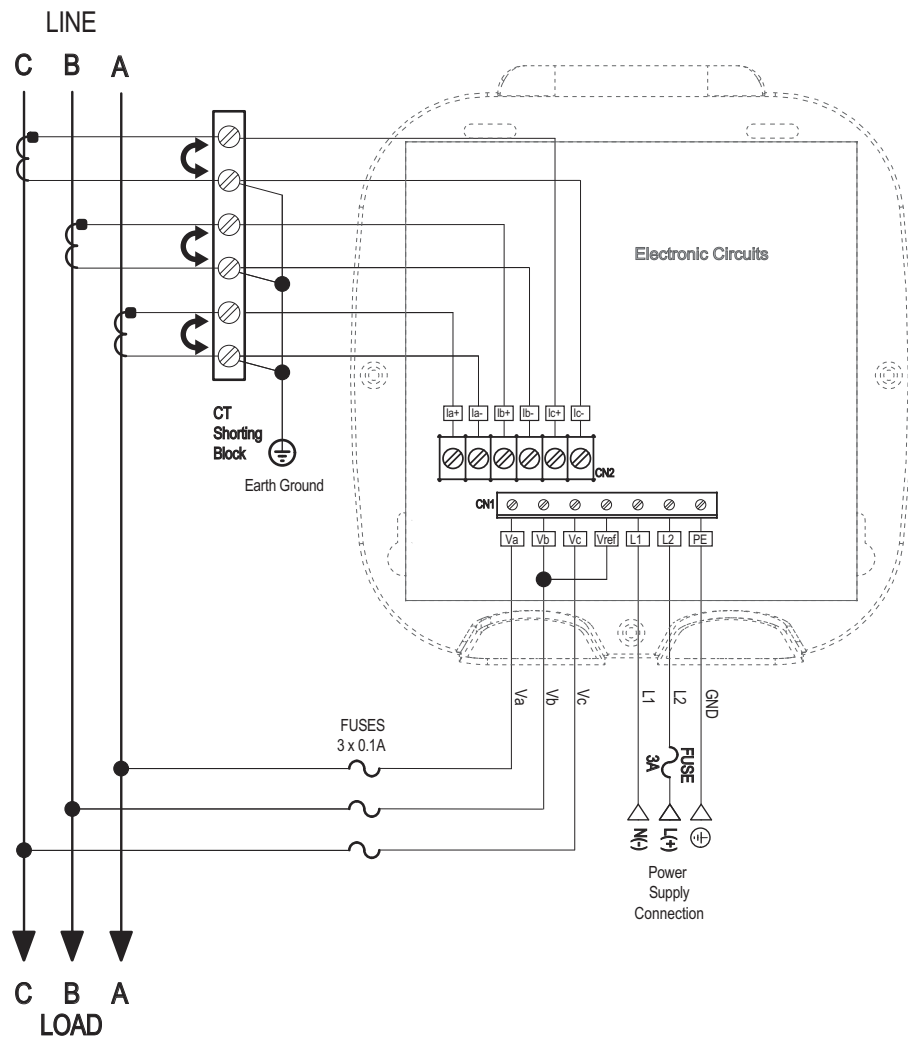 LINE
C B A
Electronic Circuits
CT
Shorting
Block
Earth Ground
Ia+ Ia- Ib+ Ib- Ic+ Ic-
CN2
CN1
Va Vb Vc Vref L1 L2 PE
Va Vb Vc L1 L2 GND
FUSES
3 x 0.1A
FUSE
3A
N(-) L(+)
Power
Supply
Connection
C B A
LOAD